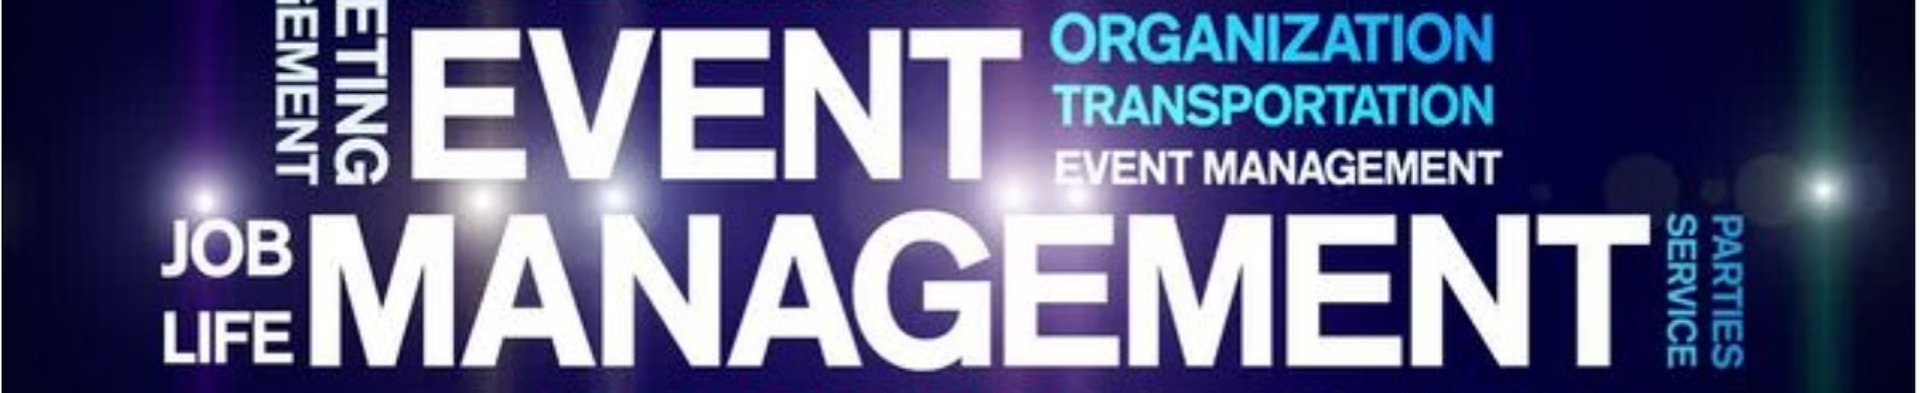 EVENT
ORGANIZATION
TRANSPORTATION
EVENT MANAGEMENT
JOB
LIFE
MANAGEMENT
SERVICE
PARTIES